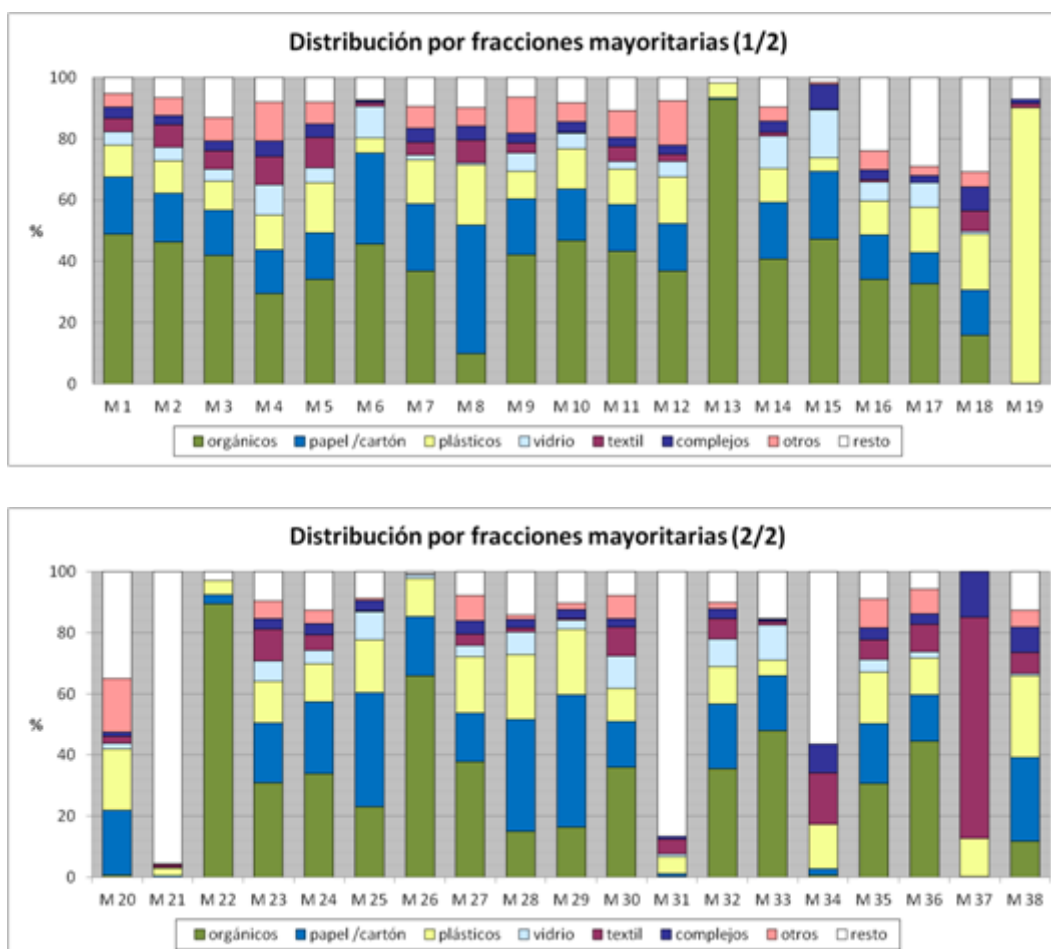 Distribución por fracciones mayoritarias (1/2)
100
80
60
%
40
20
0
M 1 M 2 M 3 M 4 M 5 M 6 M 7 M 8 M 9 M 10 M 11 M 12 M 13 M 14 M 15 M 16 M 17 M 18 M 19
orgánicos papel /cartón plásticos vidrio textil complejos otros resto
Distribución por fracciones mayoritarias (2/2)
100
80
60
%
40
20
0
M 20 M 21 M 22 M 23 M 24 M 25 M 26 M 27 M 28 M 29 M 30 M 31 M 32 M 33 M 34 M 35 M 36 M 37 M 38
orgánicos papel/cartón plásticos vidrio textil complejos otros resto